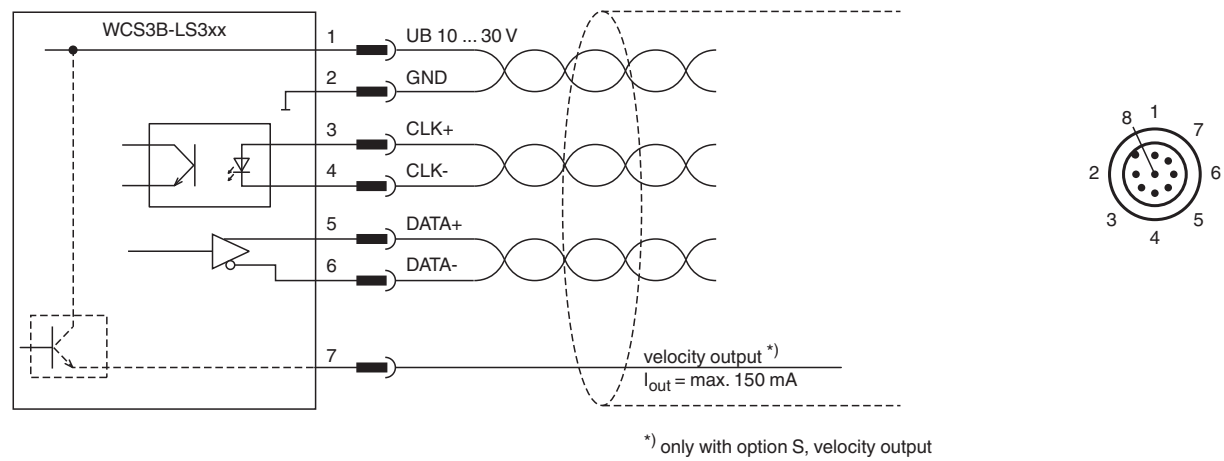 WCS3B-LS3xx
1 UB 10 ... 30 V
2 GND
3 CLK+
4 CLK-
5 DATA+
6 DATA-
7 velocity output *)
Iout = max. 150 mA
*) only with option S, velocity output
8 1 7
2 6
3 5
4